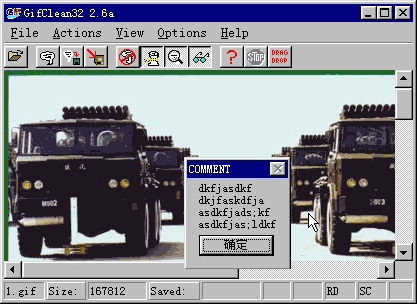 GifClean32 2.6a
File Actions View Options Help
STOP DRAG DROP
COMMENT
dkfjasdkf
dkjfaskdfja
asdkfjads;kf
asdkfjas;ldkf
确定
1.gif Size: 167812 Saved: RD SC